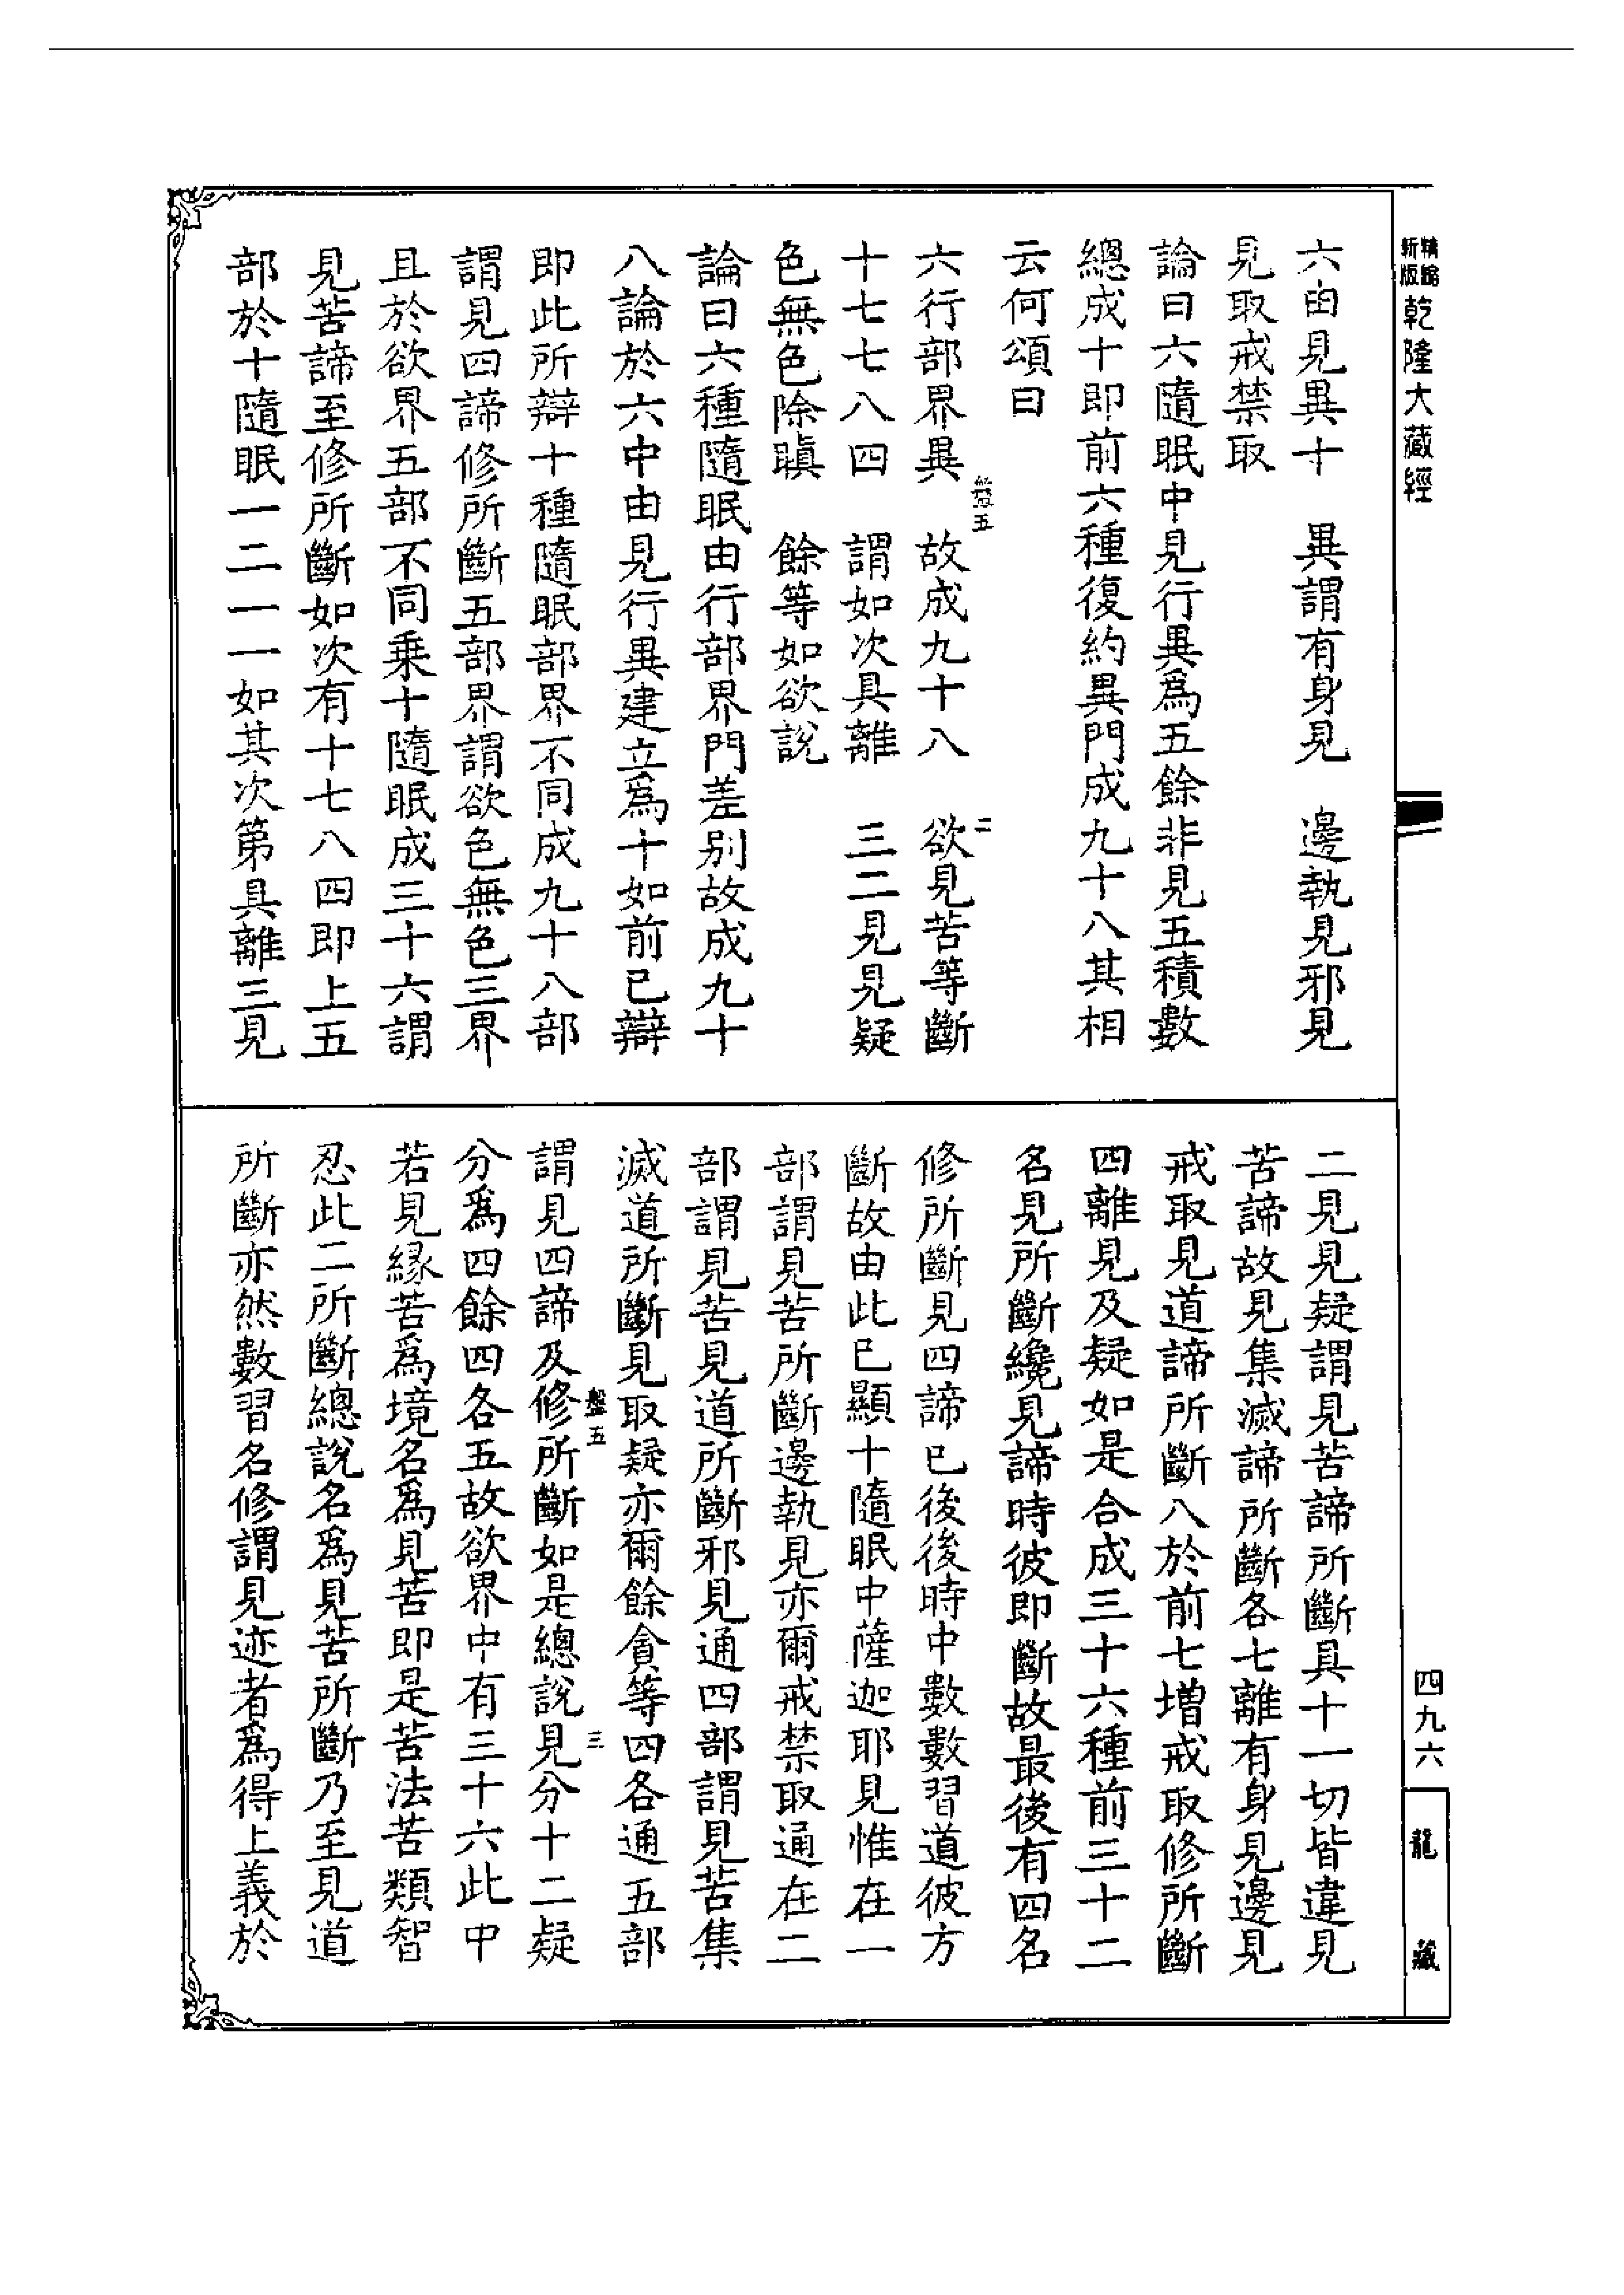 精縮新版乾隆大藏經
六由見異十　異謂有身見　邊執見邪見
見取戒禁取
論曰六隨眠中見行異爲五餘非見五積數
總成十即前六種復約異門成九十八其相
云何頌曰
盤五　二
六行部界異　故成九十八　欲見苦等斷
十七七八四　謂如次具離　三二見見疑
色無色除瞋　餘等如欲說
論曰六種隨眠由行部界門差別故成九十
八論於六中由見行異建立爲十如前已辯
即此所辯十種隨眠部界不同成九十八部
謂見四諦修所斷五部界謂欲色無色三界
且於欲界五部不同乘十隨眠成三十六謂
見苦諦至修所斷如次有十七七八四即上五
部於十隨眠一二一一如其次第具離三見
二見見疑謂見苦諦所斷具十一切皆違見
苦諦故見集滅諦所斷各七離有身見邊見
戒取見道諦所斷八於前七增戒取修所斷
四離見及疑如是合成三十六種前三十二
名見所斷纔見諦時彼即斷故最後有四名
修所斷見四諦已後後時中數數習道彼方
斷故由此已顯十隨眠中薩迦耶見惟在一
部謂見苦所斷邊執見亦爾戒禁取通在二
部謂見苦見道所斷邪見通四部謂見苦集
滅道所斷見取疑亦爾餘貪等四各通五部
盤五　三
謂見四諦及修所斷如是總說見分十二疑
分爲四餘四各五故欲界中有三十六此中
若見緣苦爲境名爲見苦即是苦法苦類智
忍此二所斷總說名爲見苦所斷乃至見道
所斷亦然數習名修謂見迹者爲得上義於
四九六
龍藏